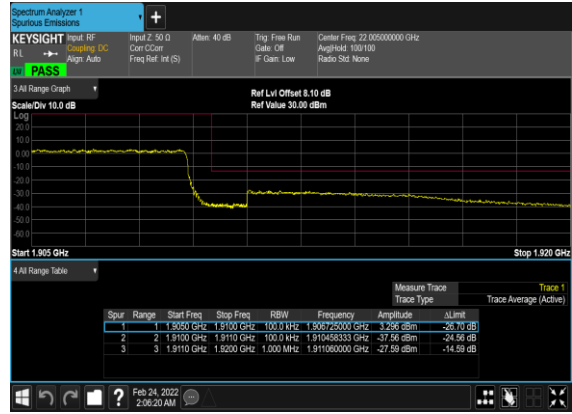 Spectrum Analyzer 1
Spurious Emissions
KEYSIGHT Input: RF Input Z: 50 Ω Atten: 40 dB Trig: Free Run Center Freq: 22.005000000 GHz
RL Coupling: DC Corr CCorr Gate: Off Avg|Hold: 100/100
Align: Auto Freq Ref: Int (S) IF Gain: Low Radio Std: None
LW PASS
3 All Range Graph Ref Lvl Offset 8.10 dB
Scale/Div 10.0 dB Ref Value 30.00 dBm
Log
20.0
10.0
0.00
-10.0
-20.0
-30.0
-40.0
-50.0
-60.0
Start 1.905 GHz Stop 1.920 GHz
4 All Range Table
Measure Trace Trace 1
Trace Type Trace Average (Active)
Spur Range Start Freq Stop Freq RBW Frequency Amplitude ΔLimit
1 1 1.9050 GHz 1.9100 GHz 100.0 kHz 1.906725000 GHz 3.296 dBm -26.70 dB
2 2 1.9100 GHz 1.9110 GHz 100.0 kHz 1.910458333 GHz -37.56 dBm -24.56 dB
3 3 1.9110 GHz 1.9200 GHz 1.000 MHz 1.911060000 GHz -27.59 dBm -14.59 dB
? Feb 24, 2022
2:06:20 AM